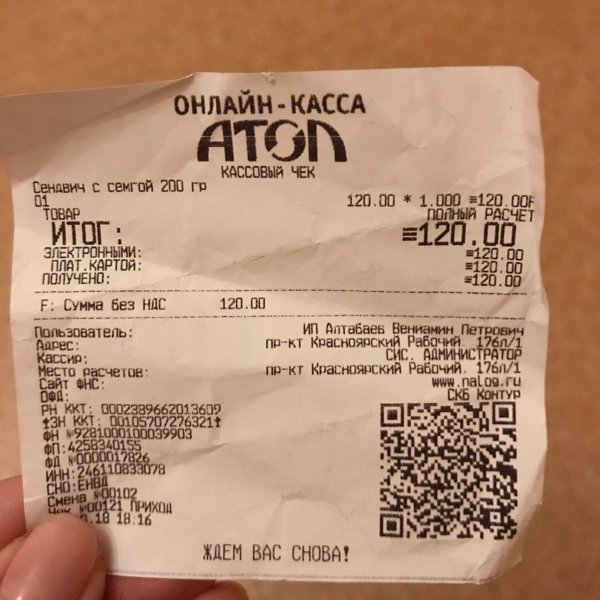 ОНЛАЙН-КАССА
АТОЛ
КАССОВЫЙ ЧЕК
Сендвич с семгой 200 гр
01 120.00 * 1.000 ≡120.00
ТОВАР ПОЛНЫЙ РАСЧЕТ
ИТОГ: ≡120.00
ЭЛЕКТРОННЫМИ: ≡120.00
ПЛАТ.КАРТОЙ: ≡120.00
ПОЛУЧЕНО: ≡120.00
F: Сумма без НДС 120.00
Пользователь: ИП Алтабаев Вениамин Петрович
Адрес: пр-кт Красноярский Рабочий. 176л/1
Кассир: СИС. АДМИНИСТРАТОР
Место расчетов: пр-кт Красноярский Рабочий. 176л/1
Сайт ФНС: www.nalog.ru
ОФД: СКБ Контур
РН ККТ: 0002389662013609
ЗН ККТ: 00105707276321
ФН №9281000100039903
ФП:4258340155
ФД №0000017826
ИНН:246110833078
СНО:ЕНВД
Смена №00102
Чек №00121 ПРИХОД
.18 18:16
ЖДЕМ ВАС СНОВА!